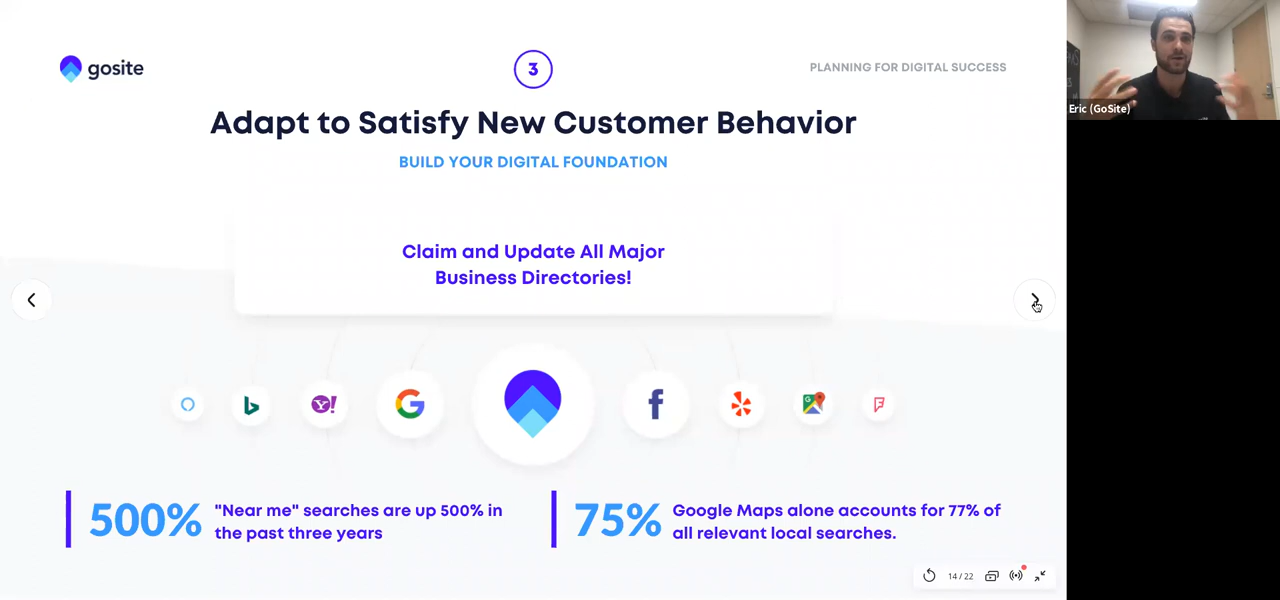 gosite
3
PLANNING FOR DIGITAL SUCCESS
Adapt to Satisfy New Customer Behavior
BUILD YOUR DIGITAL FOUNDATION
Claim and Update All Major
Business Directories!
500%
"Near me" searches are up 500% in
the past three years
75%
Google Maps alone accounts for 77% of
all relevant local searches.
14 / 22
Eric (GoSite)